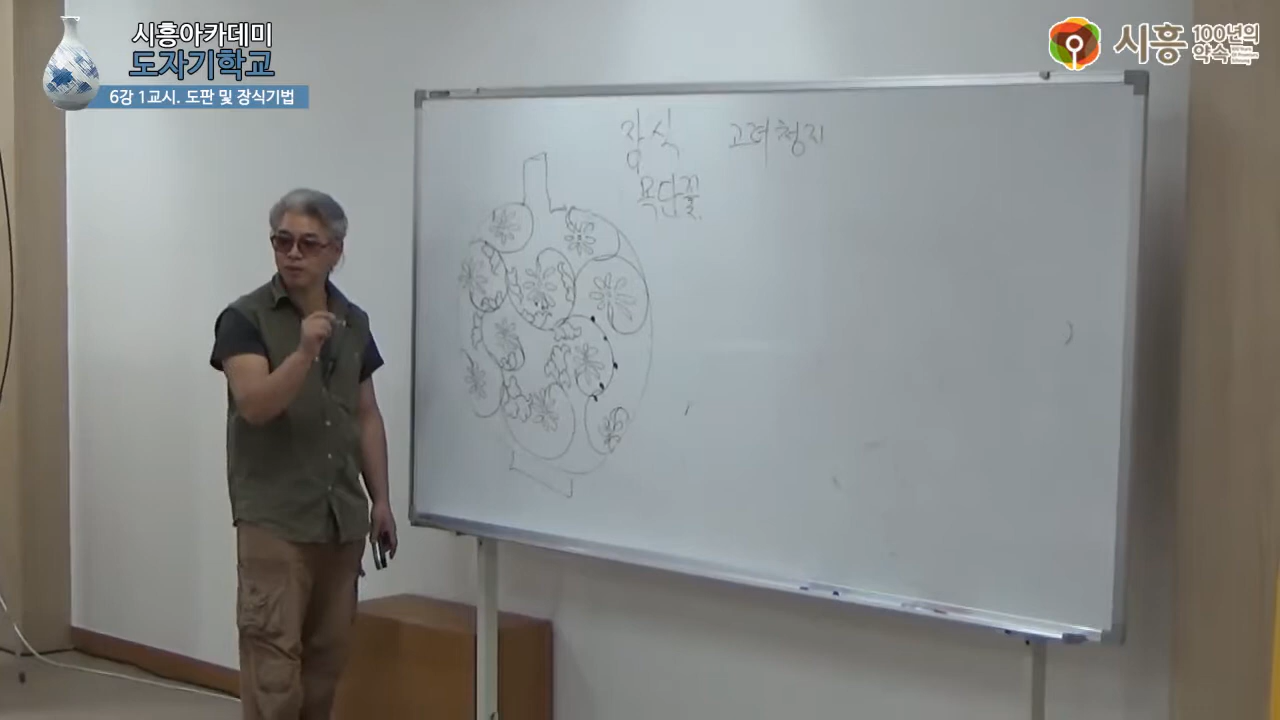 시흥아카데미
도자기학교
6강 1교시. 도판 및 장식기법
시흥 100년의
약속
장식 고려청자
목단꽃